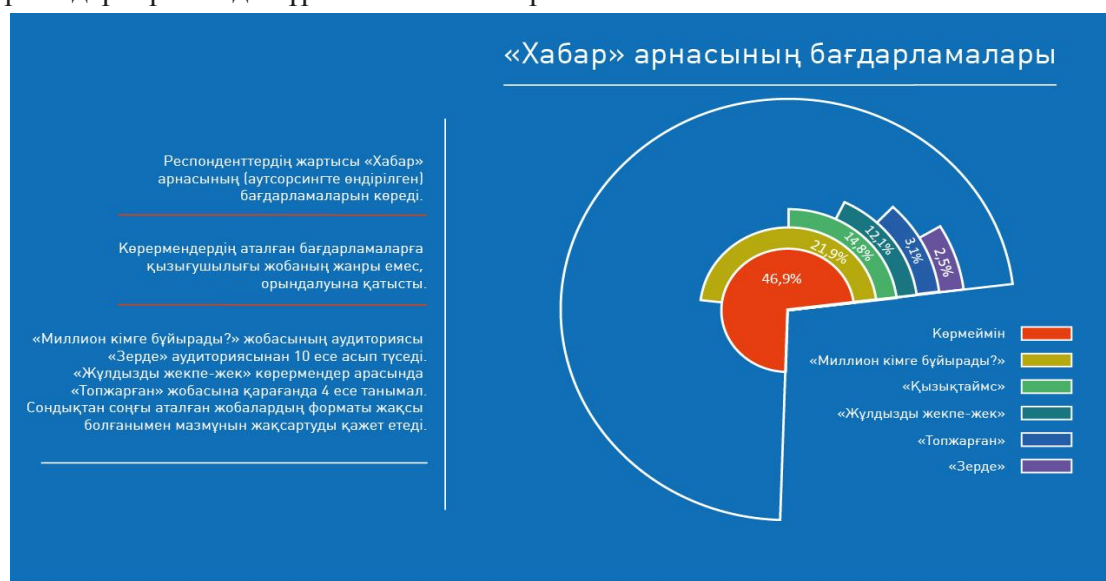 «Хабар» арнасының бағдарламалары
Респонденттердің жартысы «Хабар»
арнасының (аутсорсингте өндірілген)
бағдарламаларын көреді.
Көрермендердің аталған бағдарламаларға
қызығушылығы жобаның жанры емес,
орындалуына қатысты.
«Миллион кімге бұйырады?» жобасының аудиториясы
«Зерде» аудиториясынан 10 есе асып түседі.
«Жұлдызды жекпе-жек» көрермендер арасында
«Топжарған» жобасына қарағанда 4 есе танымал.
Сондықтан соңғы аталған жобалардың форматы жақсы
болғанымен мазмұнын жақсартуды қажет етеді.
46,9%
21,9%
14,8%
12,1%
3,1%
2,5%
Көрмеймін
«Миллион кімге бұйырады?»
«Қызықтаймс»
«Жұлдызды жекпе-жек»
«Топжарған»
«Зерде»